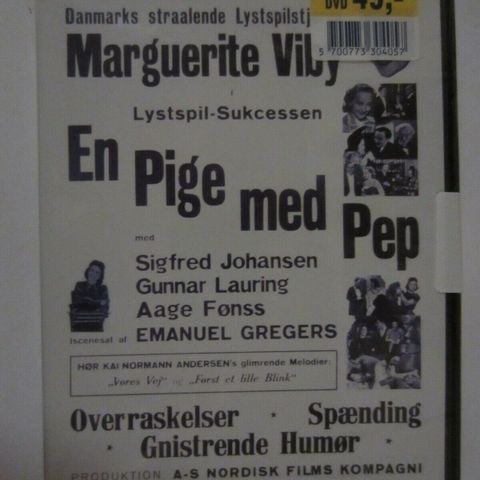 Danmarks straalende Lystspilstj
DVD 49,-
5 700773 304057
Marguerite Viby
i
Lystspil-Sukcessen
En Pige med Pep
med
Sigfred Johansen
Gunnar Lauring
Aage Fønss
Iscenesat af EMANUEL GREGERS
HØR KAI NORMANN ANDERSEN's glimrende Melodier:
„Vores Vej" og „Først et lille Blink"
Overraskelser * Spænding
* Gnistrende Humør *
PRODUKTION A-S NORDISK FILMS KOMPAGNI